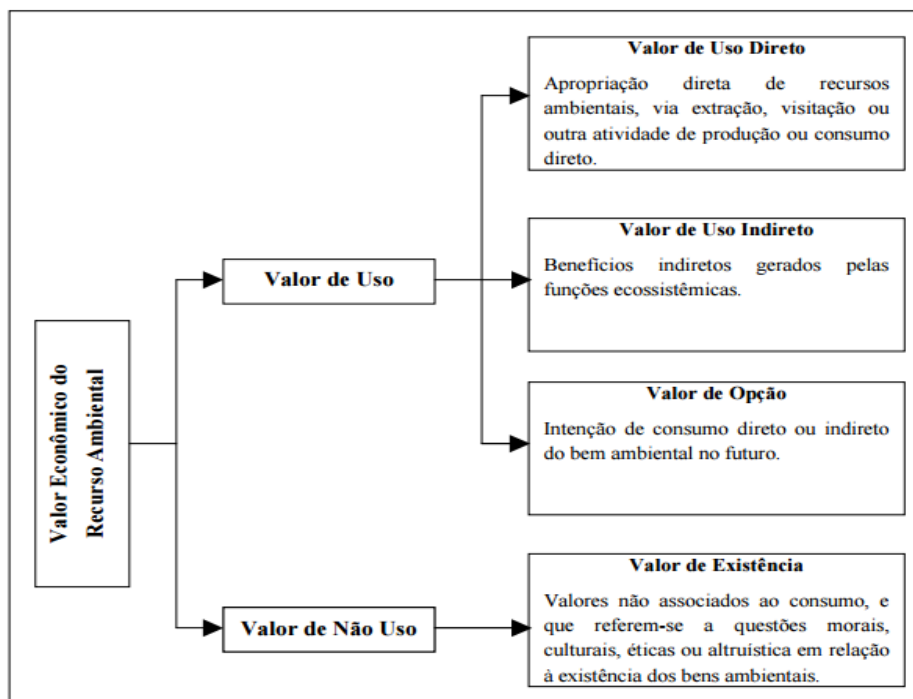 Valor Econômico do
Recurso Ambiental
Valor de Uso
Valor de Uso Direto
Apropriação direta de recursos
ambientais, via extração, visitação ou
outra atividade de produção ou consumo
direto.
Valor de Uso Indireto
Benefícios indiretos gerados pelas
funções ecossistêmicas.
Valor de Opção
Intenção de consumo direto ou indireto
do bem ambiental no futuro.
Valor de Não Uso
Valor de Existência
Valores não associados ao consumo, e
que referem-se a questões morais,
culturais, éticas ou altruística em relação
à existência dos bens ambientais.